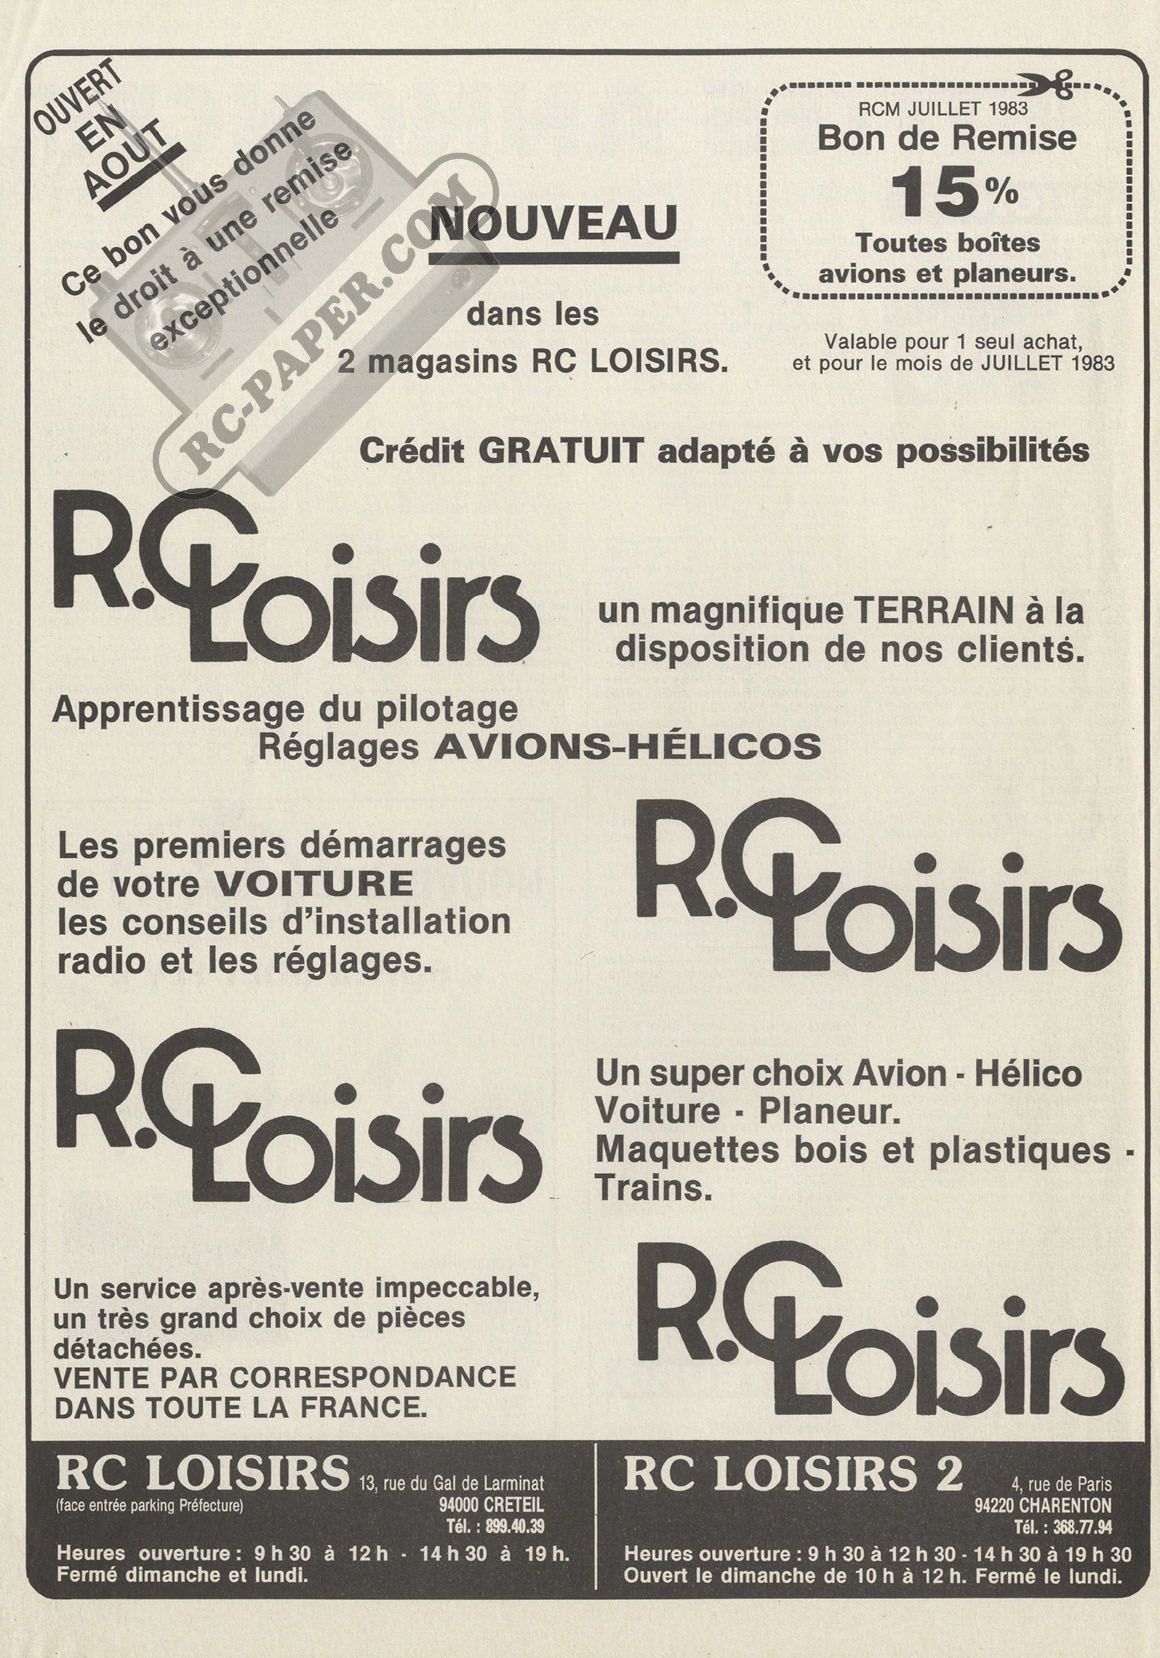 OUVERT
EN
AOUT
Ce bon vous donne
le droit à une remise
exceptionnelle
RCM JUILLET 1983
Bon de Remise
15%
Toutes boîtes
avions et planeurs.
Valable pour 1 seul achat,
et pour le mois de JUILLET 1983
RC-PAPER.COM
NOUVEAU
dans les
2 magasins RC LOISIRS.
Crédit GRATUIT adapté à vos possibilités
R.C Loisirs
un magnifique TERRAIN à la
disposition de nos clients.
Apprentissage du pilotage
Réglages AVIONS-HÉLICOS
Les premiers démarrages
de votre VOITURE
les conseils d'installation
radio et les réglages.
R.C Loisirs
R.C Loisirs
Un super choix Avion - Hélico
Voiture - Planeur.
Maquettes bois et plastiques -
Trains.
Un service après-vente impeccable,
un très grand choix de pièces
détachées.
VENTE PAR CORRESPONDANCE
DANS TOUTE LA FRANCE.
R.C Loisirs
RC LOISIRS 13, rue du Gal de Larminat
(face entrée parking Préfecture) 94000 CRETEIL
Tél. : 899.40.39
Heures ouverture : 9 h 30 à 12 h - 14 h 30 à 19 h.
Fermé dimanche et lundi.
RC LOISIRS 2 4, rue de Paris
94220 CHARENTON
Tél. : 368.77.94
Heures ouverture : 9 h 30 à 12 h 30 - 14 h 30 à 19 h 30
Ouvert le dimanche de 10 h à 12 h. Fermé le lundi.